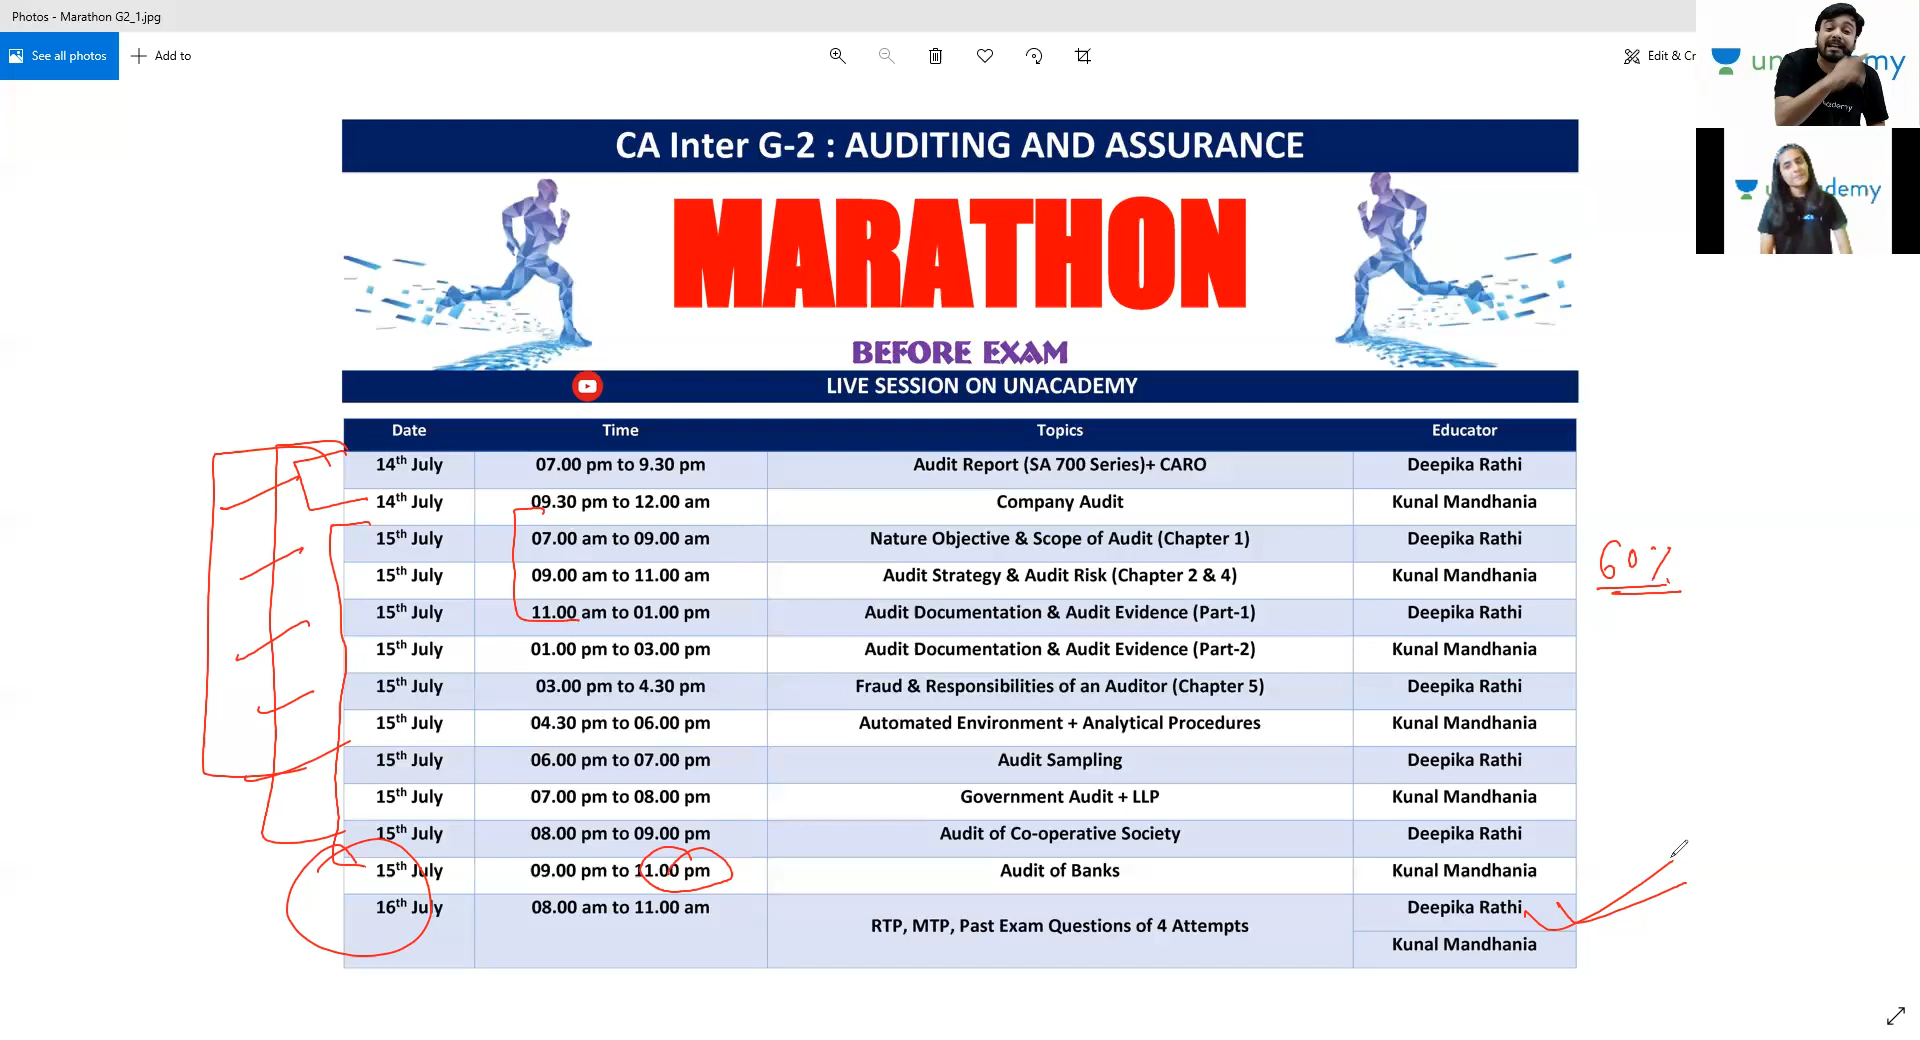 Photos - Marathon G2_1.jpg
See all photos
Add to
Edit & Cr
CA Inter G-2 : AUDITING AND ASSURANCE
MARATHON
BEFORE EXAM
LIVE SESSION ON UNACADEMY
Date Time Topics Educator
14th July 07.00 pm to 9.30 pm Audit Report (SA 700 Series)+ CARO Deepika Rathi
14th July 09.30 pm to 12.00 am Company Audit Kunal Mandhania
15th July 07.00 am to 09.00 am Nature Objective & Scope of Audit (Chapter 1) Deepika Rathi
15th July 09.00 am to 11.00 am Audit Strategy & Audit Risk (Chapter 2 & 4) Kunal Mandhania
15th July 11.00 am to 01.00 pm Audit Documentation & Audit Evidence (Part-1) Deepika Rathi
15th July 01.00 pm to 03.00 pm Audit Documentation & Audit Evidence (Part-2) Kunal Mandhania
15th July 03.00 pm to 4.30 pm Fraud & Responsibilities of an Auditor (Chapter 5) Deepika Rathi
15th July 04.30 pm to 06.00 pm Automated Environment + Analytical Procedures Kunal Mandhania
15th July 06.00 pm to 07.00 pm Audit Sampling Deepika Rathi
15th July 07.00 pm to 08.00 pm Government Audit + LLP Kunal Mandhania
15th July 08.00 pm to 09.00 pm Audit of Co-operative Society Deepika Rathi
15th July 09.00 pm to 11.00 pm Audit of Banks Kunal Mandhania
16th July 08.00 am to 11.00 am RTP, MTP, Past Exam Questions of 4 Attempts Deepika Rathi
Kunal Mandhania
60%